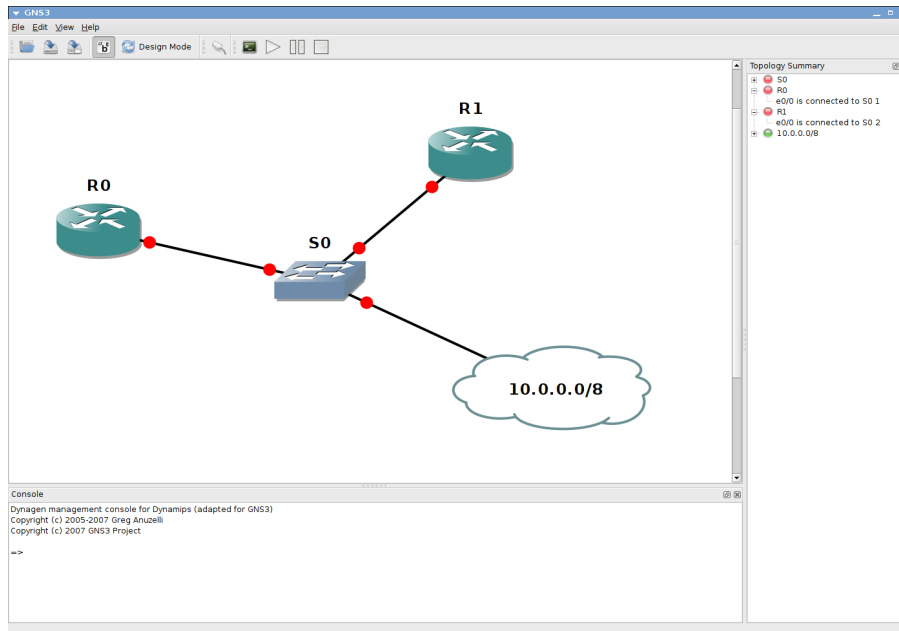 GNS3
File Edit View Help
Design Mode
R1
R0
S0
10.0.0.0/8
Topology Summary
S0
R0
e0/0 is connected to S0 1
R1
e0/0 is connected to S0 2
10.0.0.0/8
Console
Dynagen management console for Dynamips (adapted for GNS3)
Copyright (c) 2005-2007 Greg Anuzelli
Copyright (c) 2007 GNS3 Project
=>